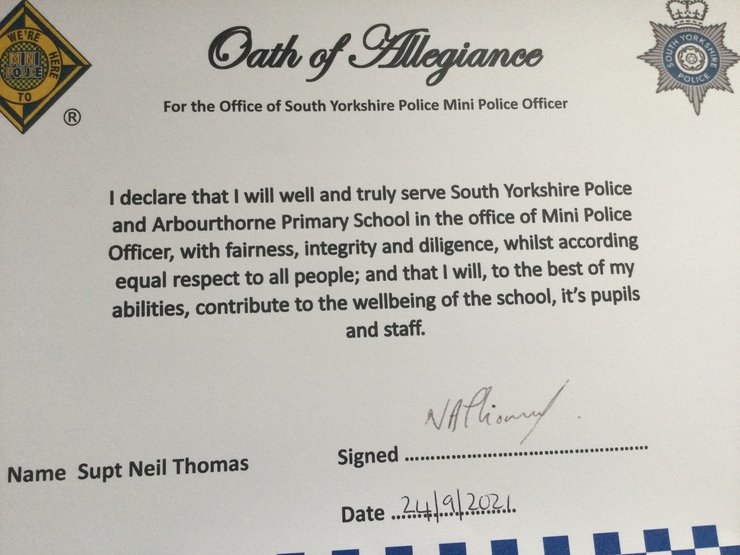 WE'RE HERE
MINI
POLICE
TO
®
Oath of Allegiance
SOUTH YORKSHIRE
POLICE
For the Office of South Yorkshire Police Mini Police Officer
I declare that I will well and truly serve South Yorkshire Police
and Arbourthorne Primary School in the office of Mini Police
Officer, with fairness, integrity and diligence, whilst according
equal respect to all people; and that I will, to the best of my
abilities, contribute to the wellbeing of the school, it's pupils
and staff.
Name Supt Neil Thomas
Signed
Date 24/9/2021